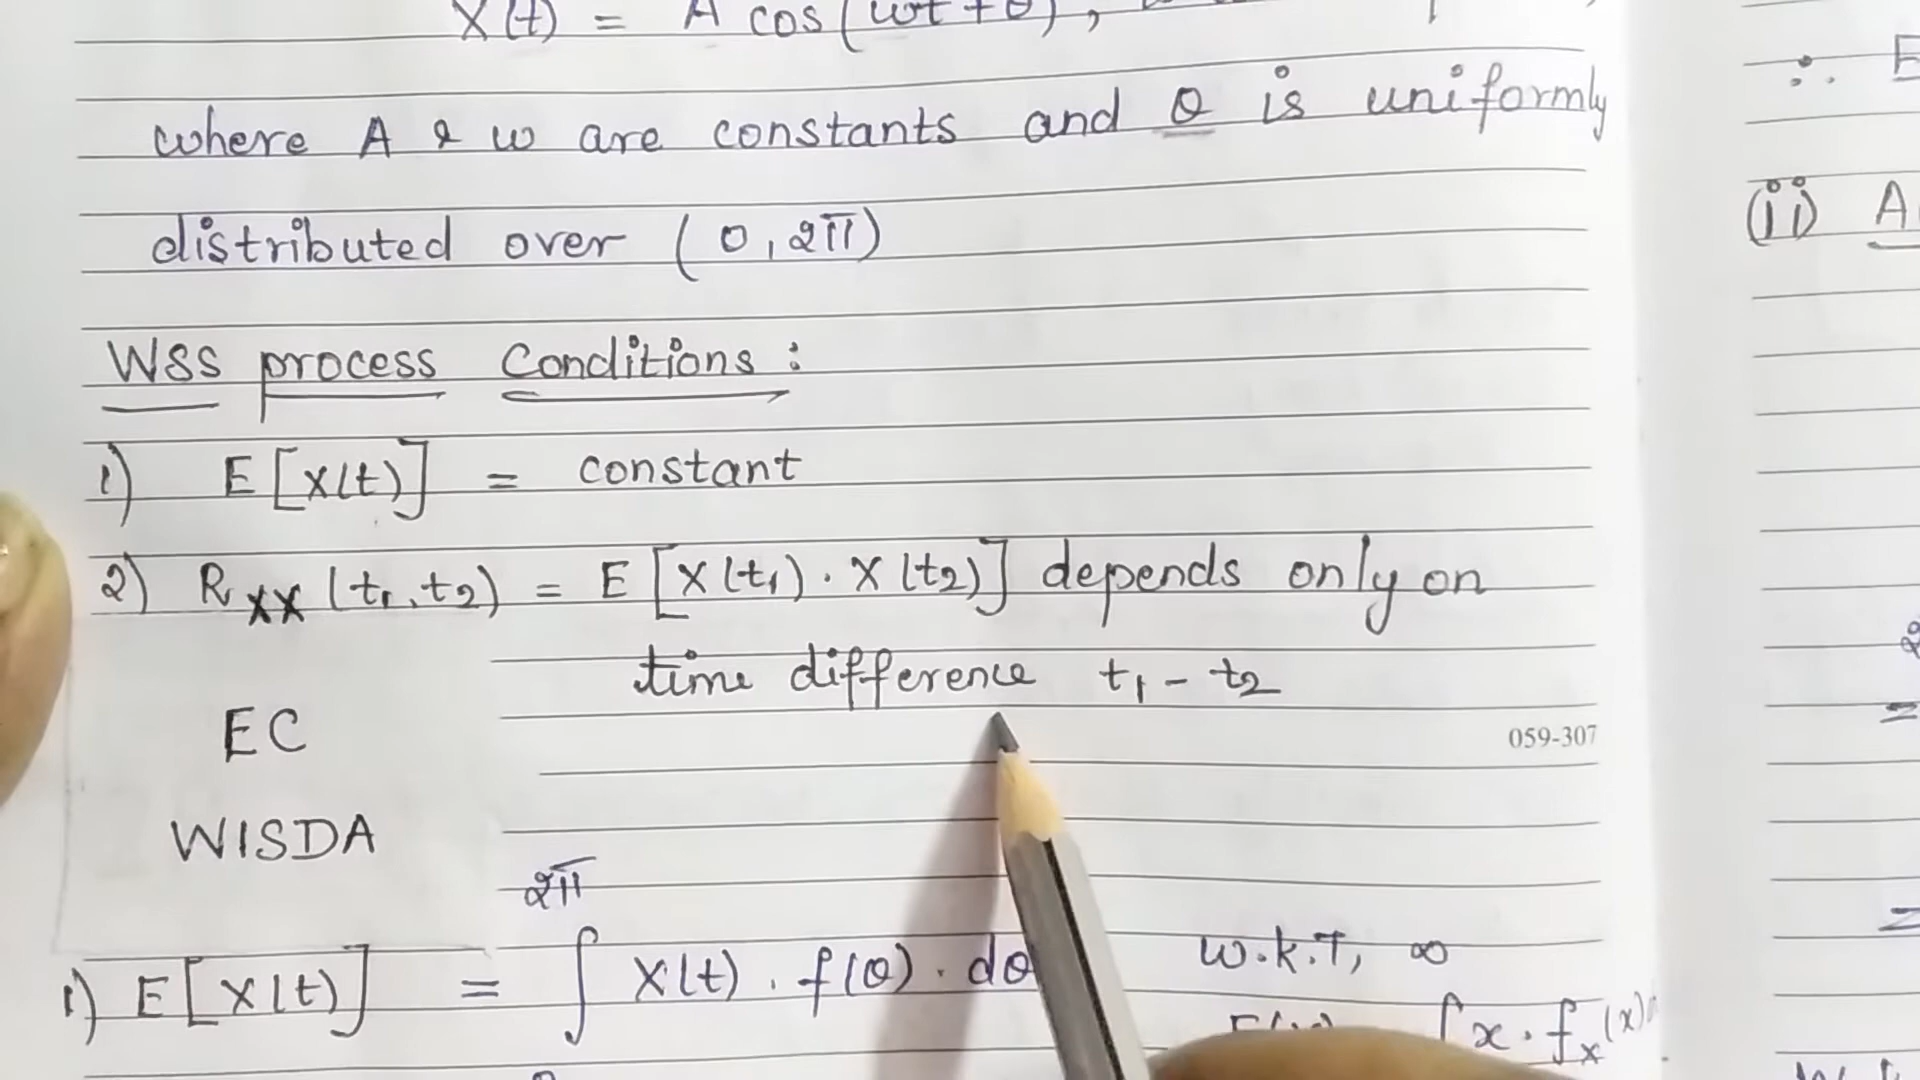 X(t) = A cos(ωt+θ),
where A & ω are constants and θ is uniformly
distributed over (0, 2π)
WSS process Conditions :
1) E[X(t)] = constant
2) Rxx (t1, t2) = E[X(t1) . X(t2)] depends only on
time difference t1 - t2
059-307
EC
WISDA
2π
1) E[X(t)] = ∫ X(t) . f(θ) . dθ
w.k.T, ∞
∫ x . fx(x)
∴ E
(ii) A